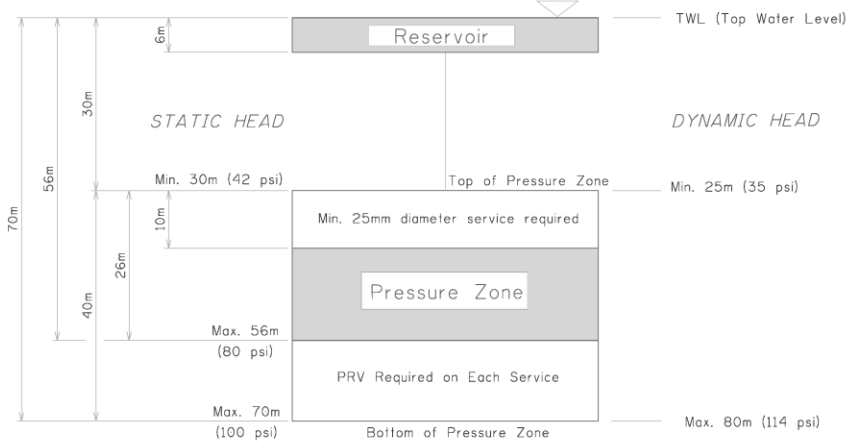 TWL (Top Water Level)
6m
Reservoir
30m
STATIC HEAD
DYNAMIC HEAD
56m
Min. 30m (42 psi)
Top of Pressure Zone
Min. 25m (35 psi)
70m
10m
Min. 25mm diameter service required
26m
40m
Pressure Zone
Max. 56m
(80 psi)
PRV Required on Each Service
Max. 70m
(100 psi)
Bottom of Pressure Zone
Max. 80m (114 psi)